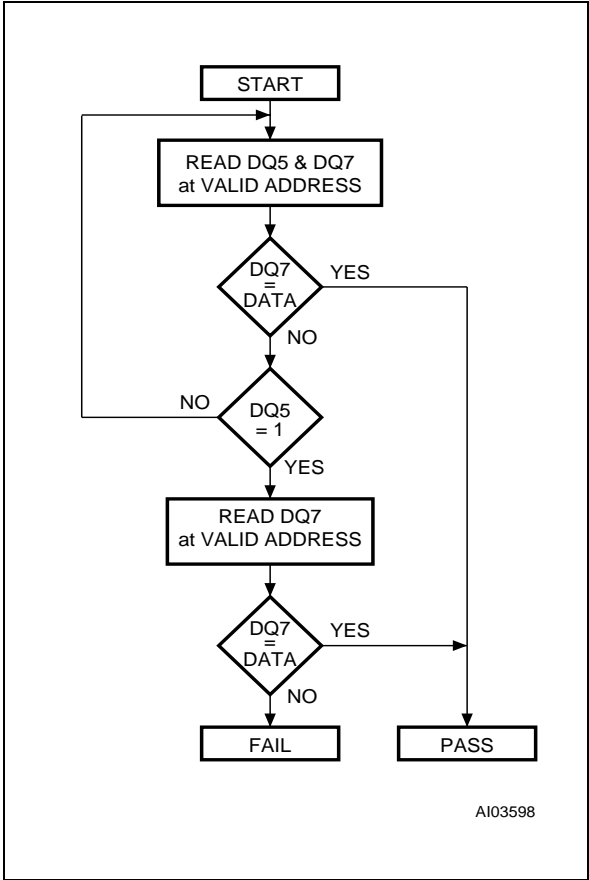 START
READ DQ5 & DQ7
at VALID ADDRESS
DQ7
=
DATA
YES
NO
NO
DQ5
= 1
YES
READ DQ7
at VALID ADDRESS
DQ7
=
DATA
YES
NO
FAIL
PASS
AI03598